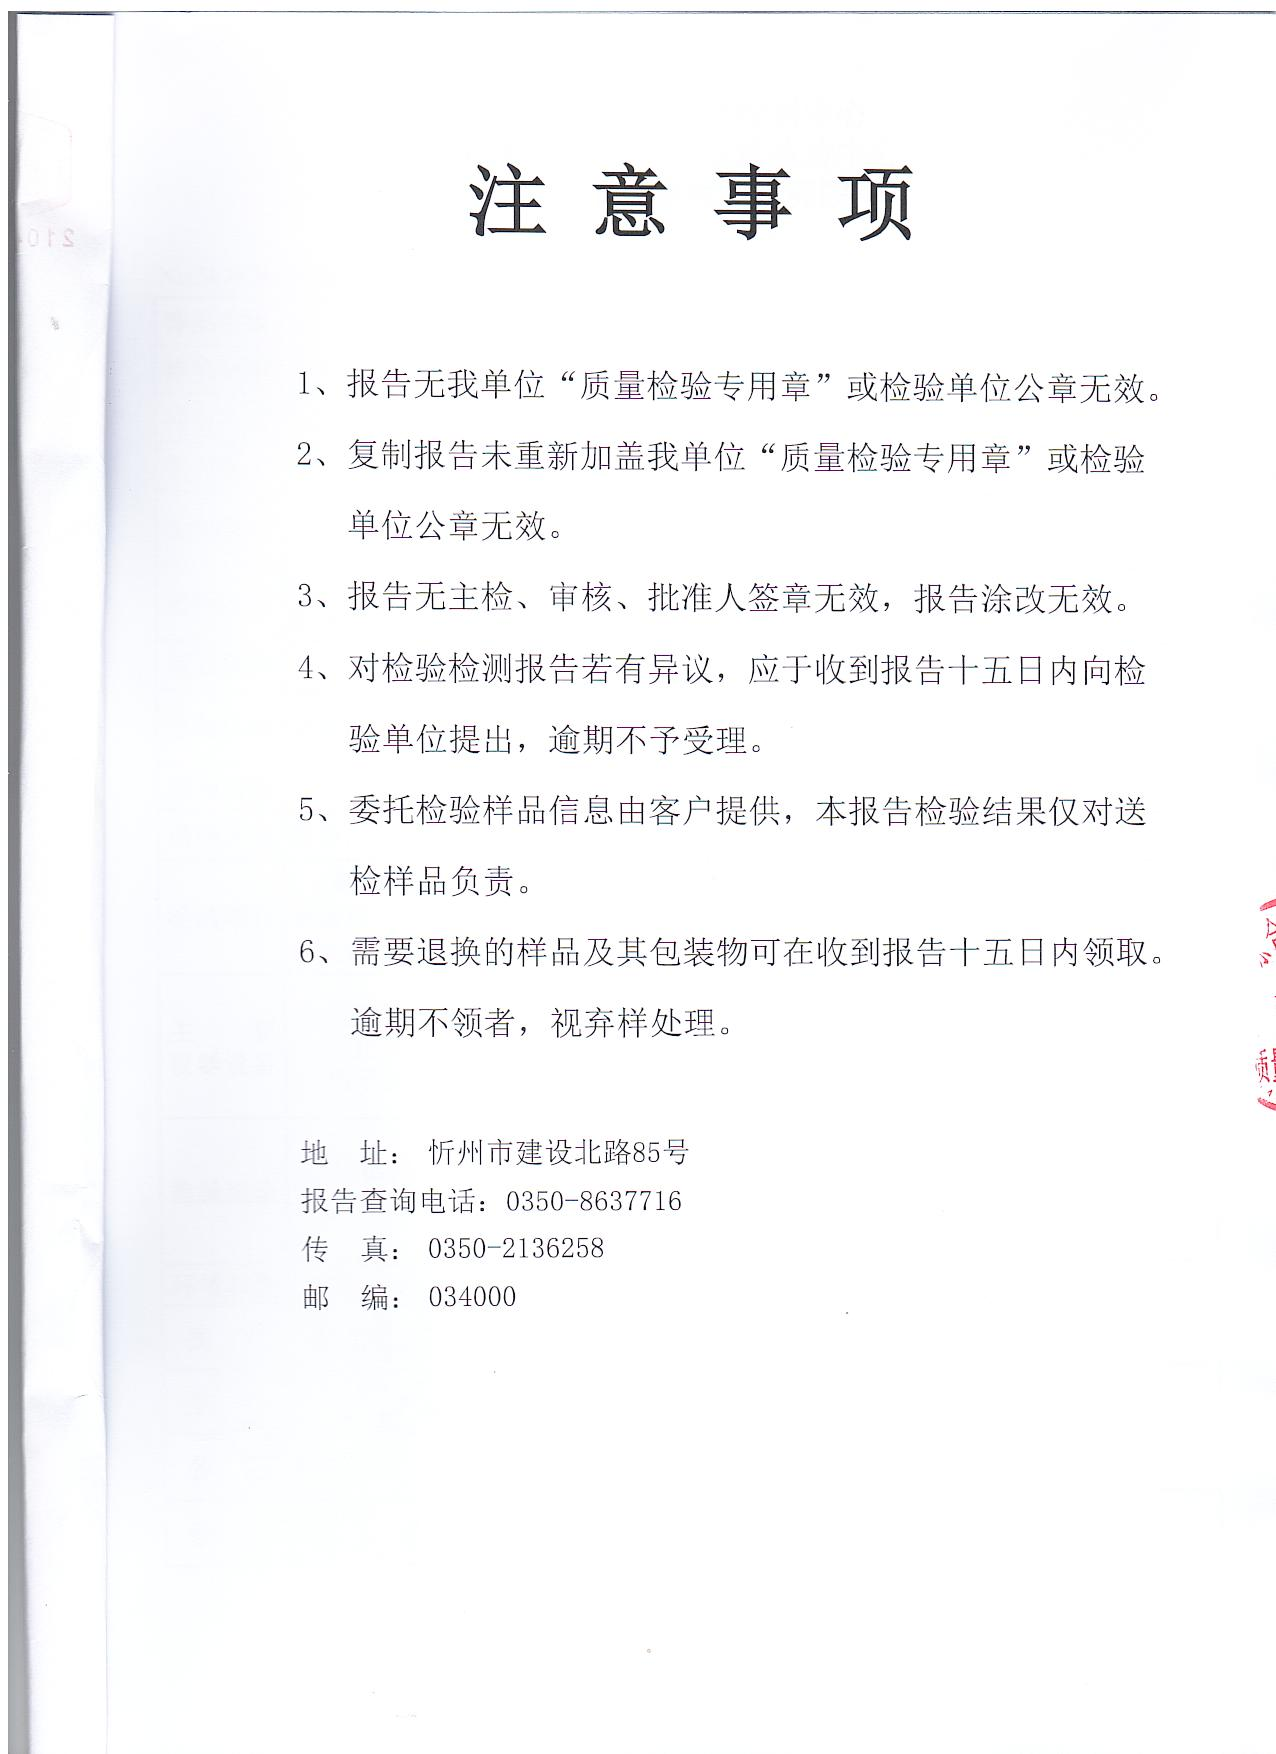 注意事项
1、报告无我单位“质量检验专用章”或检验单位公章无效。
2、复制报告未重新加盖我单位“质量检验专用章”或检验
单位公章无效。
3、报告无主检、审核、批准人签章无效，报告涂改无效。
4、对检验检测报告若有异议，应于收到报告十五日内向检
验单位提出，逾期不予受理。
5、委托检验样品信息由客户提供，本报告检验结果仅对送
检样品负责。
6、需要退换的样品及其包装物可在收到报告十五日内领取。
逾期不领者，视弃样处理。
地 址： 忻州市建设北路85号
报告查询电话：0350-8637716
传 真： 0350-2136258
邮 编： 034000
质量